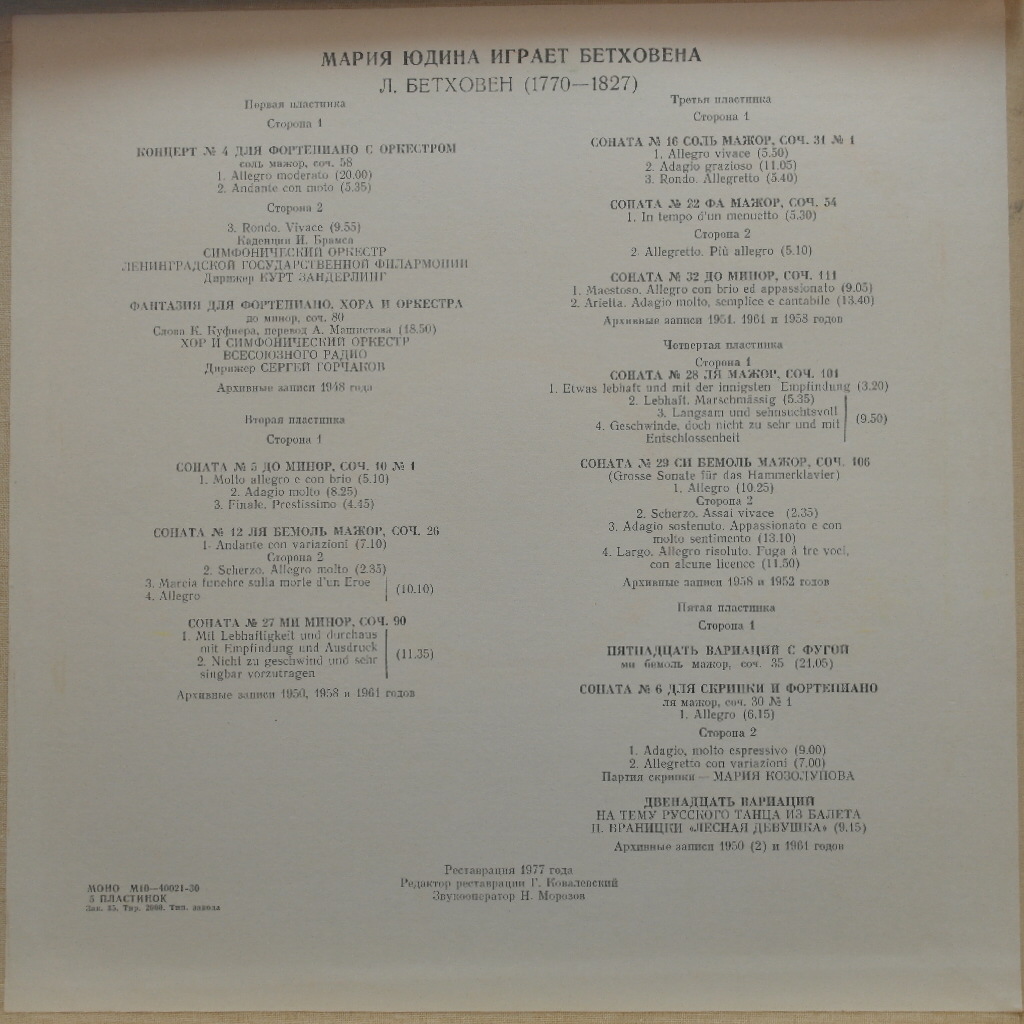 МАРИЯ ЮДИНА ИГРАЕТ БЕТХОВЕНА
Л. БЕТХОВЕН (1770—1827)
Первая пластинка
Сторона 1
КОНЦЕРТ № 4 ДЛЯ ФОРТЕПИАНО С ОРКЕСТРОМ
соль мажор, соч. 58
1. Allegro moderato (20.00)
2. Andante con moto (5.35)
Сторона 2
3. Rondo. Vivace (9.55)
Каденции И. Брамса
СИМФОНИЧЕСКИЙ ОРКЕСТР
ЛЕНИНГРАДСКОЙ ГОСУДАРСТВЕННОЙ ФИЛАРМОНИИ
Дирижер КУРТ ЗАНДЕРЛИНГ
ФАНТАЗИЯ ДЛЯ ФОРТЕПИАНО, ХОРА И ОРКЕСТРА
до минор, соч. 80
Слова К. Куфнера, перевод А. Машистова (18.50)
ХОР И СИМФОНИЧЕСКИЙ ОРКЕСТР
ВСЕСОЮЗНОГО РАДИО
Дирижер СЕРГЕЙ ГОРЧАКОВ
Архивные записи 1948 года
Вторая пластинка
Сторона 1
СОНАТА № 5 ДО МИНОР, СОЧ. 10 № 1
1. Molto allegro e con brio (5.10)
2. Adagio molto (8.25)
3. Finale. Prestissimo (4.45)
СОНАТА № 12 ЛЯ БЕМОЛЬ МАЖОР, СОЧ. 26
1. Andante con variazioni (7.10)
Сторона 2
2. Scherzo. Allegro molto (2.35)
3. Marcia funebre sulla morte d'un Eroe
4. Allegro
(10.10)
СОНАТА № 27 МИ МИНОР, СОЧ. 90
1. Mit Lebhaftigkeit und durchaus
mit Empfindung und Ausdruck
2. Nicht zu geschwind und sehr
singbar vorzutragen
(11.35)
Архивные записи 1950, 1958 и 1961 годов
Третья пластинка
Сторона 1
СОНАТА № 16 СОЛЬ МАЖОР, СОЧ. 31 № 1
1. Allegro vivace (5.50)
2. Adagio grazioso (11.05)
3. Rondo. Allegretto (5.40)
СОНАТА № 22 ФА МАЖОР, СОЧ. 54
1. In tempo d'un menuetto (5.30)
Сторона 2
2. Allegretto. Più allegro (5.10)
СОНАТА № 32 ДО МИНОР, СОЧ. 111
1. Maestoso. Allegro con brio ed appassionato (9.05)
2. Arietta. Adagio molto, semplice e cantabile (13.40)
Архивные записи 1951, 1961 и 1958 годов
Четвертая пластинка
Сторона 1
СОНАТА № 28 ЛЯ МАЖОР, СОЧ. 101
1. Etwas lebhaft und mit der innigsten Empfindung (3.20)
2. Lebhaft. Marschmässig (5.35)
3. Langsam und sehnsuchtsvoll
4. Geschwinde, doch nicht zu sehr und mit
Entschlossenheit
(9.50)
СОНАТА № 29 СИ БЕМОЛЬ МАЖОР, СОЧ. 106
(Grosse Sonate für das Hammerklavier)
1. Allegro (10.25)
Сторона 2
2. Scherzo. Assai vivace (2.35)
3. Adagio sostenuto. Appassionato e con
molto sentimento (13.10)
4. Largo. Allegro risoluto. Fuga à tre voci,
con alcune licence (11.50)
Архивные записи 1958 и 1952 годов
Пятая пластинка
Сторона 1
ПЯТНАДЦАТЬ ВАРИАЦИЙ С ФУГОЙ
ми бемоль мажор, соч. 35 (21.05)
СОНАТА № 6 ДЛЯ СКРИПКИ И ФОРТЕПИАНО
ля мажор, соч. 30 № 1
1. Allegro (6.15)
Сторона 2
1. Adagio, molto espressivo (9.00)
2. Allegretto con variazioni (7.00)
Партия скрипки — МАРИЯ КОЗОЛУПОВА
ДВЕНАДЦАТЬ ВАРИАЦИЙ
НА ТЕМУ РУССКОГО ТАНЦА ИЗ БАЛЕТА
П. ВРАНИЦКИ «ЛЕСНАЯ ДЕВУШКА» (9.15)
Архивные записи 1950 (2) и 1961 годов
Реставрация 1977 года
Редактор реставрации Г. Ковалевский
Звукооператор Н. Морозов
МОНО М10—40021-30
5 ПЛАСТИНОК
Зак. 35. Тир. 2000. Тип. завода